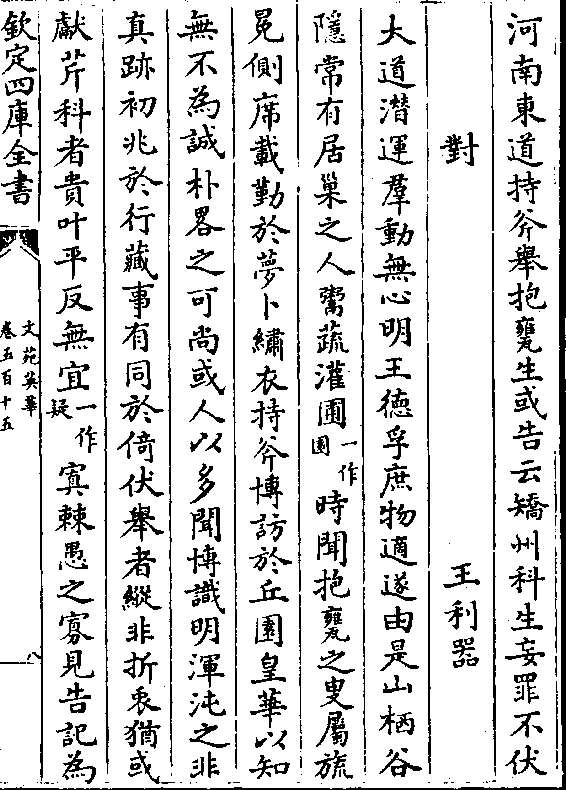 河南東道持斧舉抱甕生或告云矯州科生妄罪不伏
對　王利器
大道潜運羣動無心明王徳孚庶物適遂由是山栖谷
隠常有居巢之人鬻蔬灌圃一作園時聞抱甕之叟屬旒
冕側席載勤於夢卜繡衣持斧博訪於丘園皇華以知
無不為誠朴畧之可尚或人以多聞博識明渾沌之非
真跡初兆於行藏事有同於倚伏舉者縱非折衷猶或
獻芹科者貴叶平反無宜一作疑寘棘愚之寡見告記為
欽定四庫全書
文苑英華
卷五百十五
八